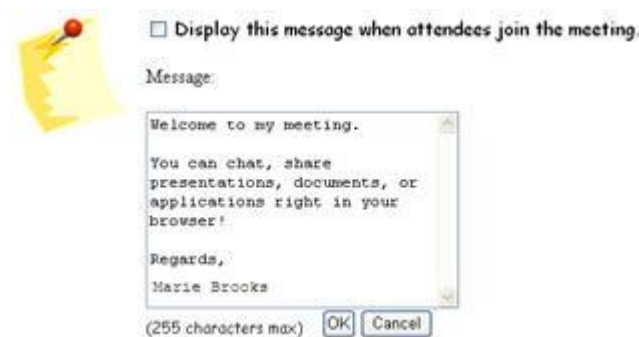 Display this message when attendees join the meeting.
Message:
Welcome to my meeting.
You can chat, share
presentations, documents, or
applications right in your
browser!
Regards,
Marie Brooks
(255 characters max) OK Cancel